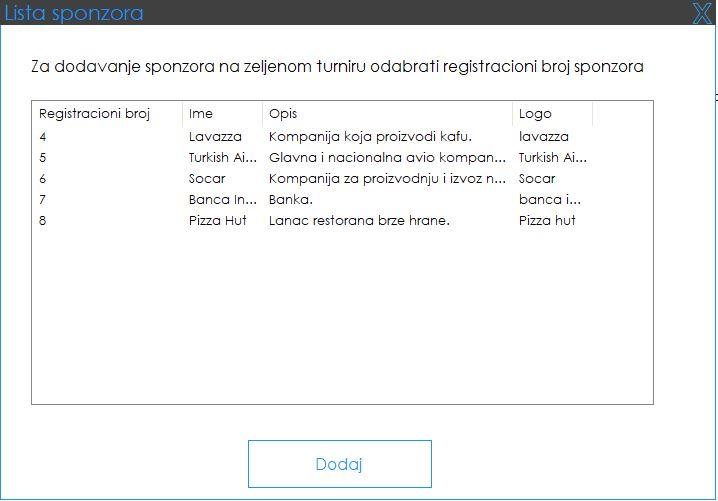 Lista sponzora X
Za dodavanje sponzora na zeljenom turniru odabrati registracioni broj sponzora
Registracioni broj Ime Opis Logo
4 Lavazza Kompanija koja proizvodi kafu. lavazza
5 Turkish Ai... Glavna i nacionalna avio kompan... Turkish Ai...
6 Socar Kompanija za proizvodnju i izvoz n... Socar
7 Banca In... Banka. banca i...
8 Pizza Hut Lanac restorana brze hrane. Pizza hut
Dodaj